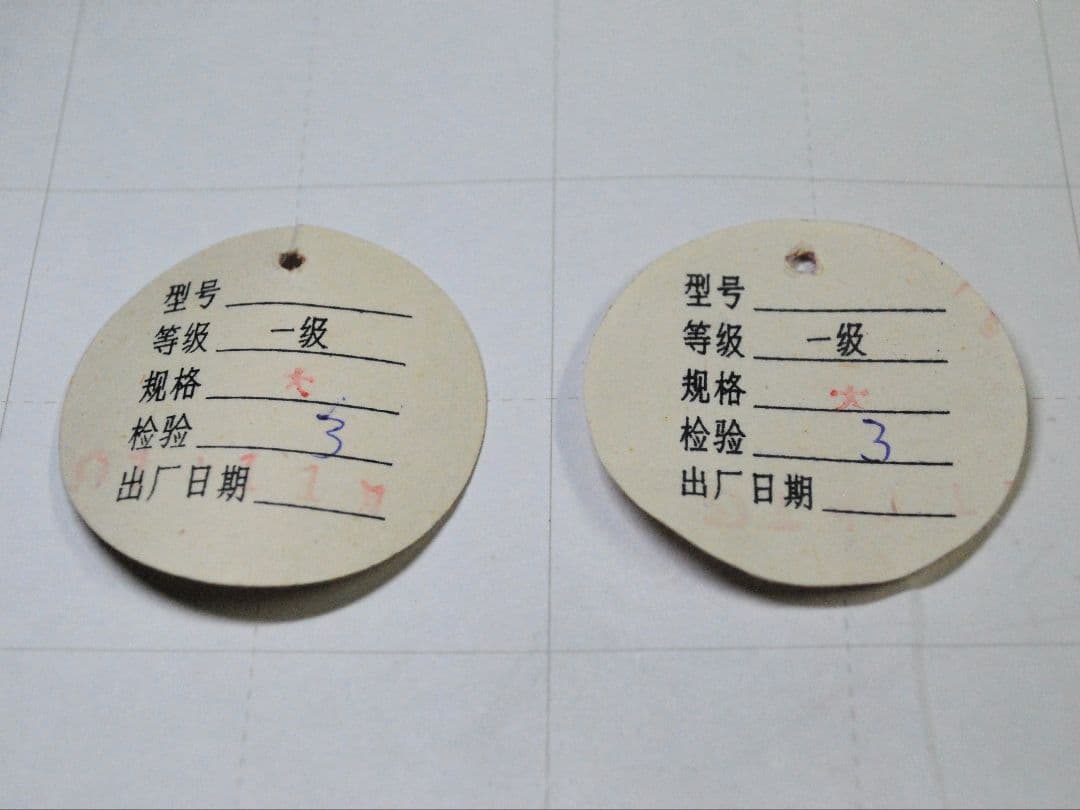 型号
等级 一级
规格 大
检验 3
出厂日期
型号
等级 一级
规格 大
检验 3
出厂日期